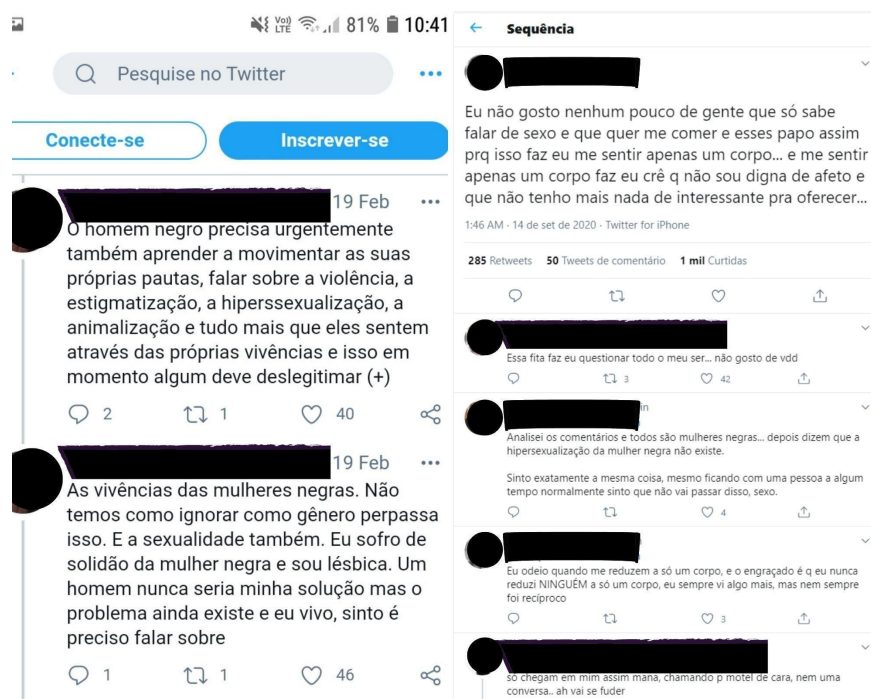 Vo))
LTE 81% 10:41
Pesquise no Twitter
Conecte-se
Inscrever-se
19 Feb
O homem negro precisa urgentemente
também aprender a movimentar as suas
próprias pautas, falar sobre a violência, a
estigmatização, a hiperssexualização, a
animalização e tudo mais que eles sentem
através das próprias vivências e isso em
momento algum deve deslegitimar (+)
2 1 40
19 Feb
As vivências das mulheres negras. Não
temos como ignorar como gênero perpassa
isso. E a sexualidade também. Eu sofro de
solidão da mulher negra e sou lésbica. Um
homem nunca seria minha solução mas o
problema ainda existe e eu vivo, sinto é
preciso falar sobre
1 1 46
Sequência
Eu não gosto nenhum pouco de gente que só sabe
falar de sexo e que quer me comer e esses papo assim
prq isso faz eu me sentir apenas um corpo... e me sentir
apenas um corpo faz eu crê q não sou digna de afeto e
que não tenho mais nada de interessante pra oferecer...
1:46 AM · 14 de set de 2020 · Twitter for iPhone
285 Retweets 50 Tweets de comentário 1 mil Curtidas
Essa fita faz eu questionar todo o meu ser... não gosto de vdd
3 42
in
Analisei os comentários e todos são mulheres negras... depois dizem que a
hipersexualização da mulher negra não existe.
Sinto exatamente a mesma coisa, mesmo ficando com uma pessoa a algum
tempo normalmente sinto que não vai passar disso, sexo.
4
Eu odeio quando me reduzem a só um corpo, e o engraçado é q eu nunca
reduzi NINGUÉM a só um corpo, eu sempre vi algo mais, mas nem sempre
foi recíproco
3
só chegam em mim assim mana, chamando p motel de cara, nem uma
conversa.. ah vai se fuder